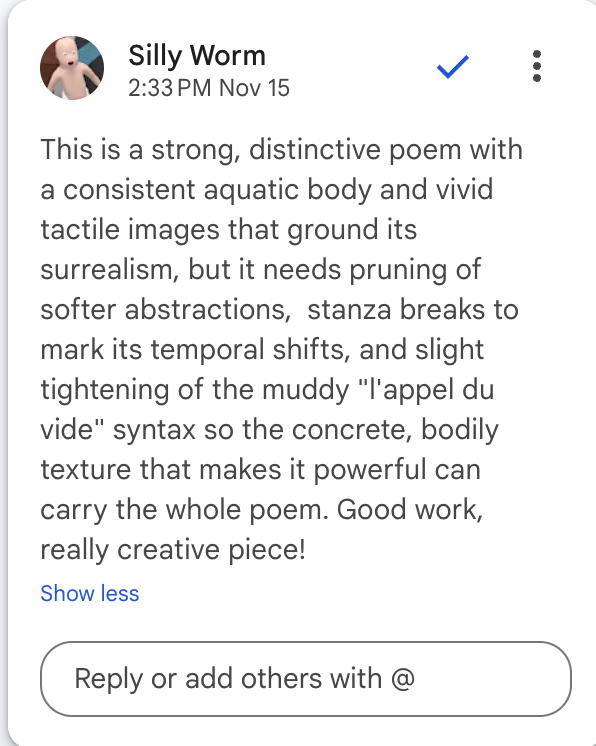 Silly Worm
2:33 PM Nov 15
This is a strong, distinctive poem with
a consistent aquatic body and vivid
tactile images that ground its
surrealism, but it needs pruning of
softer abstractions,  stanza breaks to
mark its temporal shifts, and slight
tightening of the muddy "l'appel du
vide" syntax so the concrete, bodily
texture that makes it powerful can
carry the whole poem. Good work,
really creative piece!
Show less
Reply or add others with @